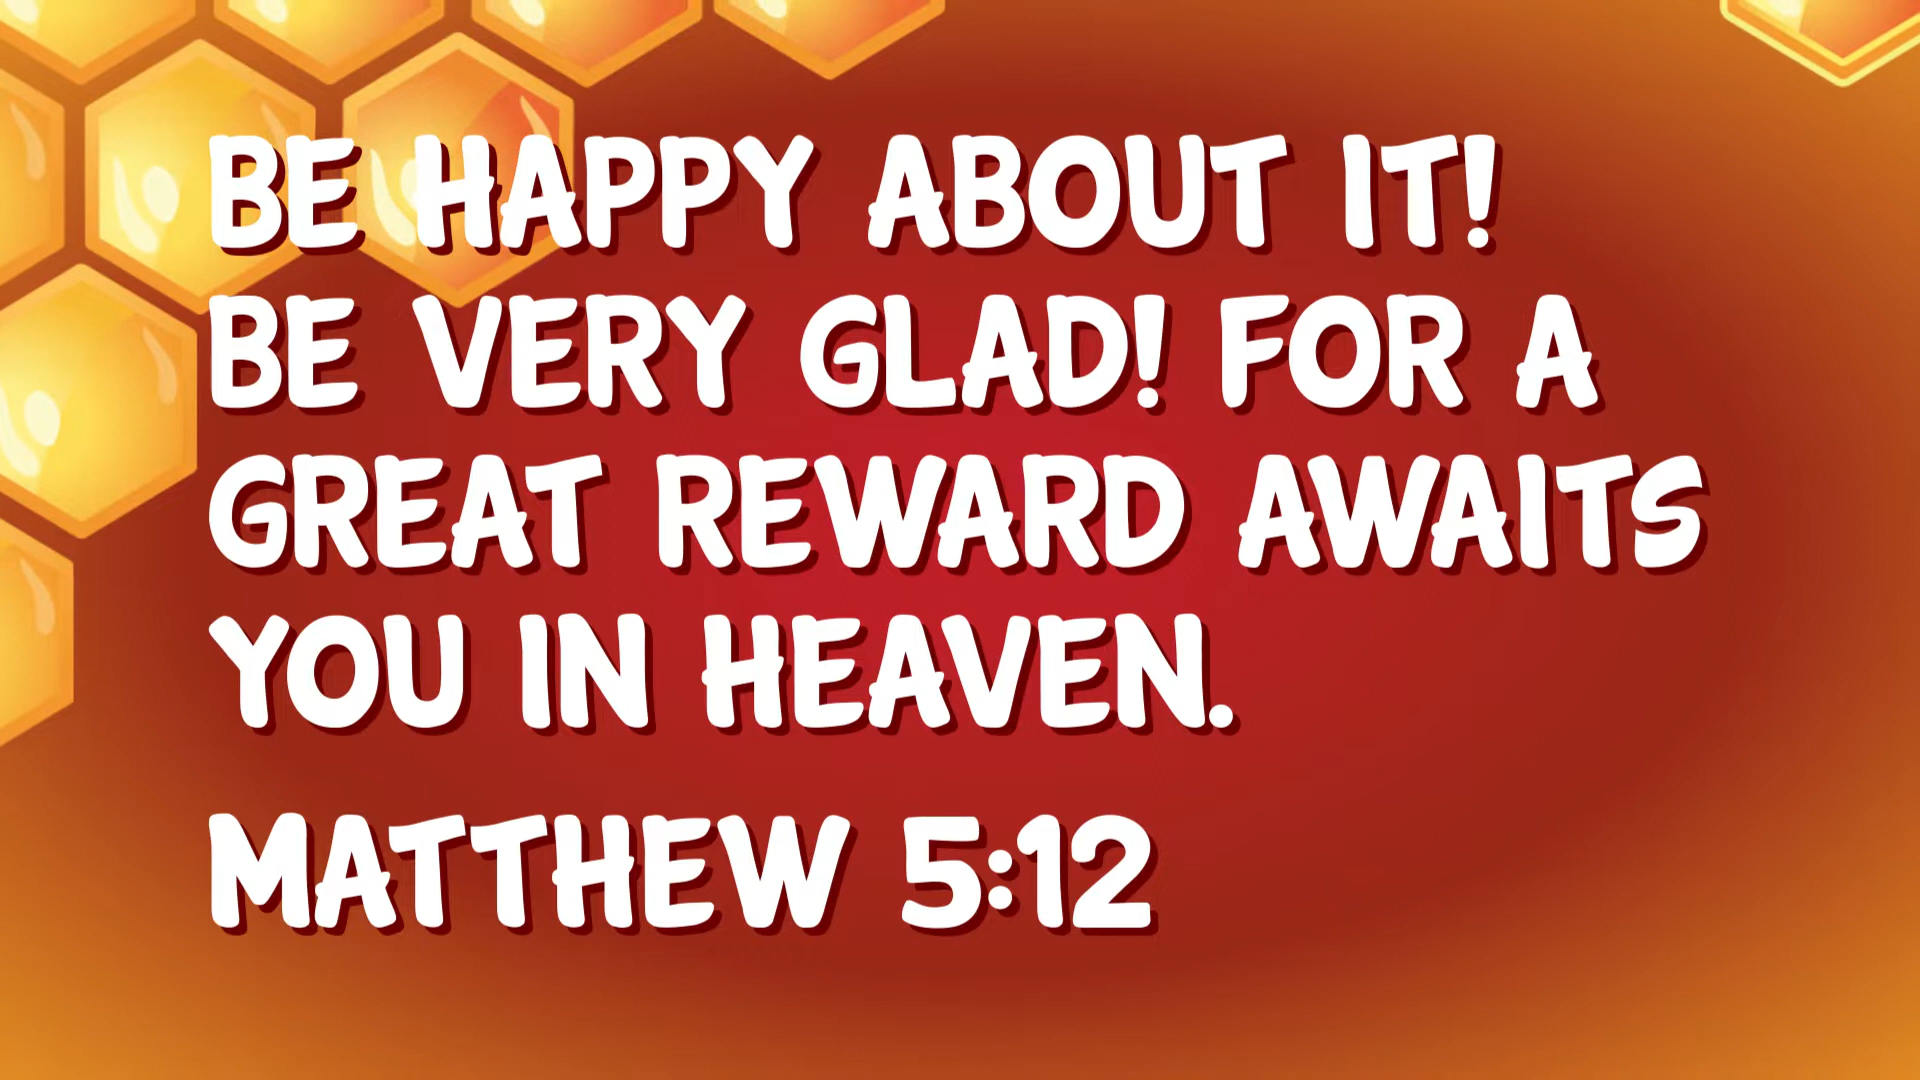 BE HAPPY ABOUT IT!
BE VERY GLAD! FOR A
GREAT REWARD AWAITS
YOU IN HEAVEN.
MATTHEW 5:12